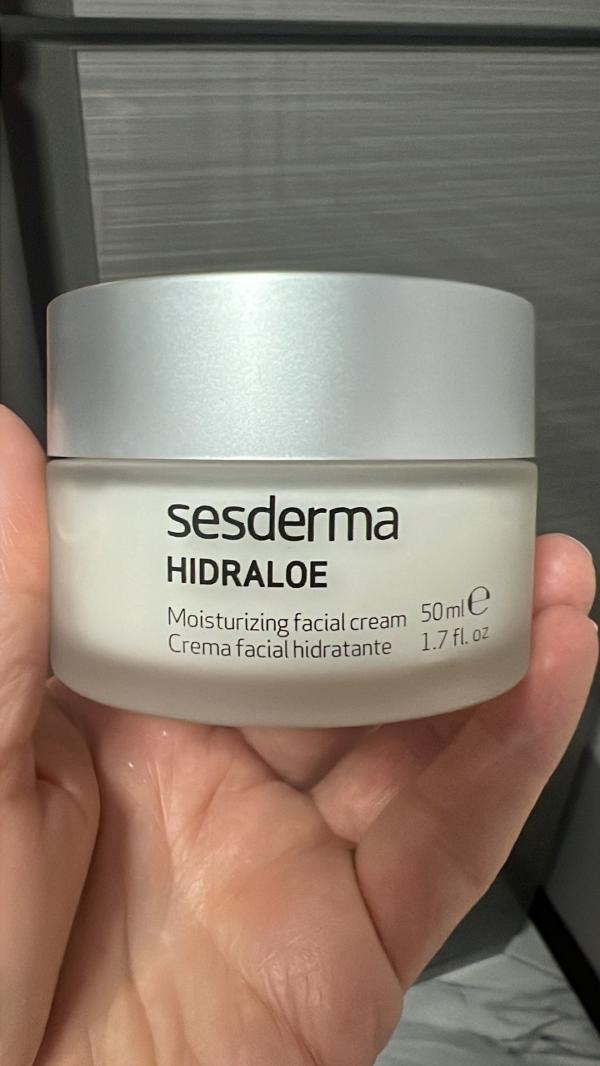 sesderma
HIDRALOE
Moisturizing facial cream
Crema facial hidratante
50ml℮
1.7 fl. oz